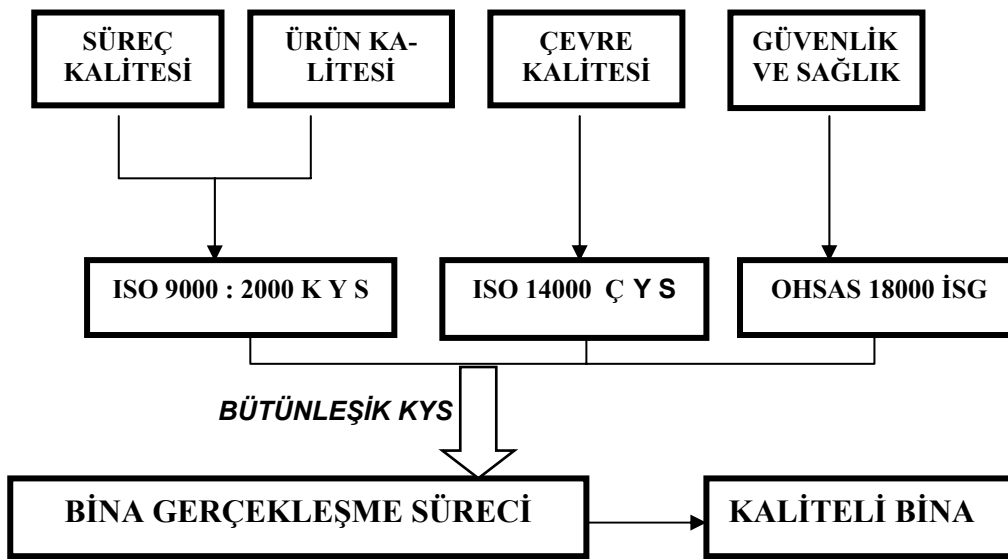 SÜREÇ
KALİTESİ
ÜRÜN KA-
LİTESİ
ÇEVRE
KALİTESİ
GÜVENLİK
VE SAĞLIK
ISO 9000 : 2000 K Y S
ISO 14000 Ç Y S
OHSAS 18000 İSG
BÜTÜNLEŞİK KYS
BİNA GERÇEKLEŞME SÜRECİ
KALİTELİ BİNA